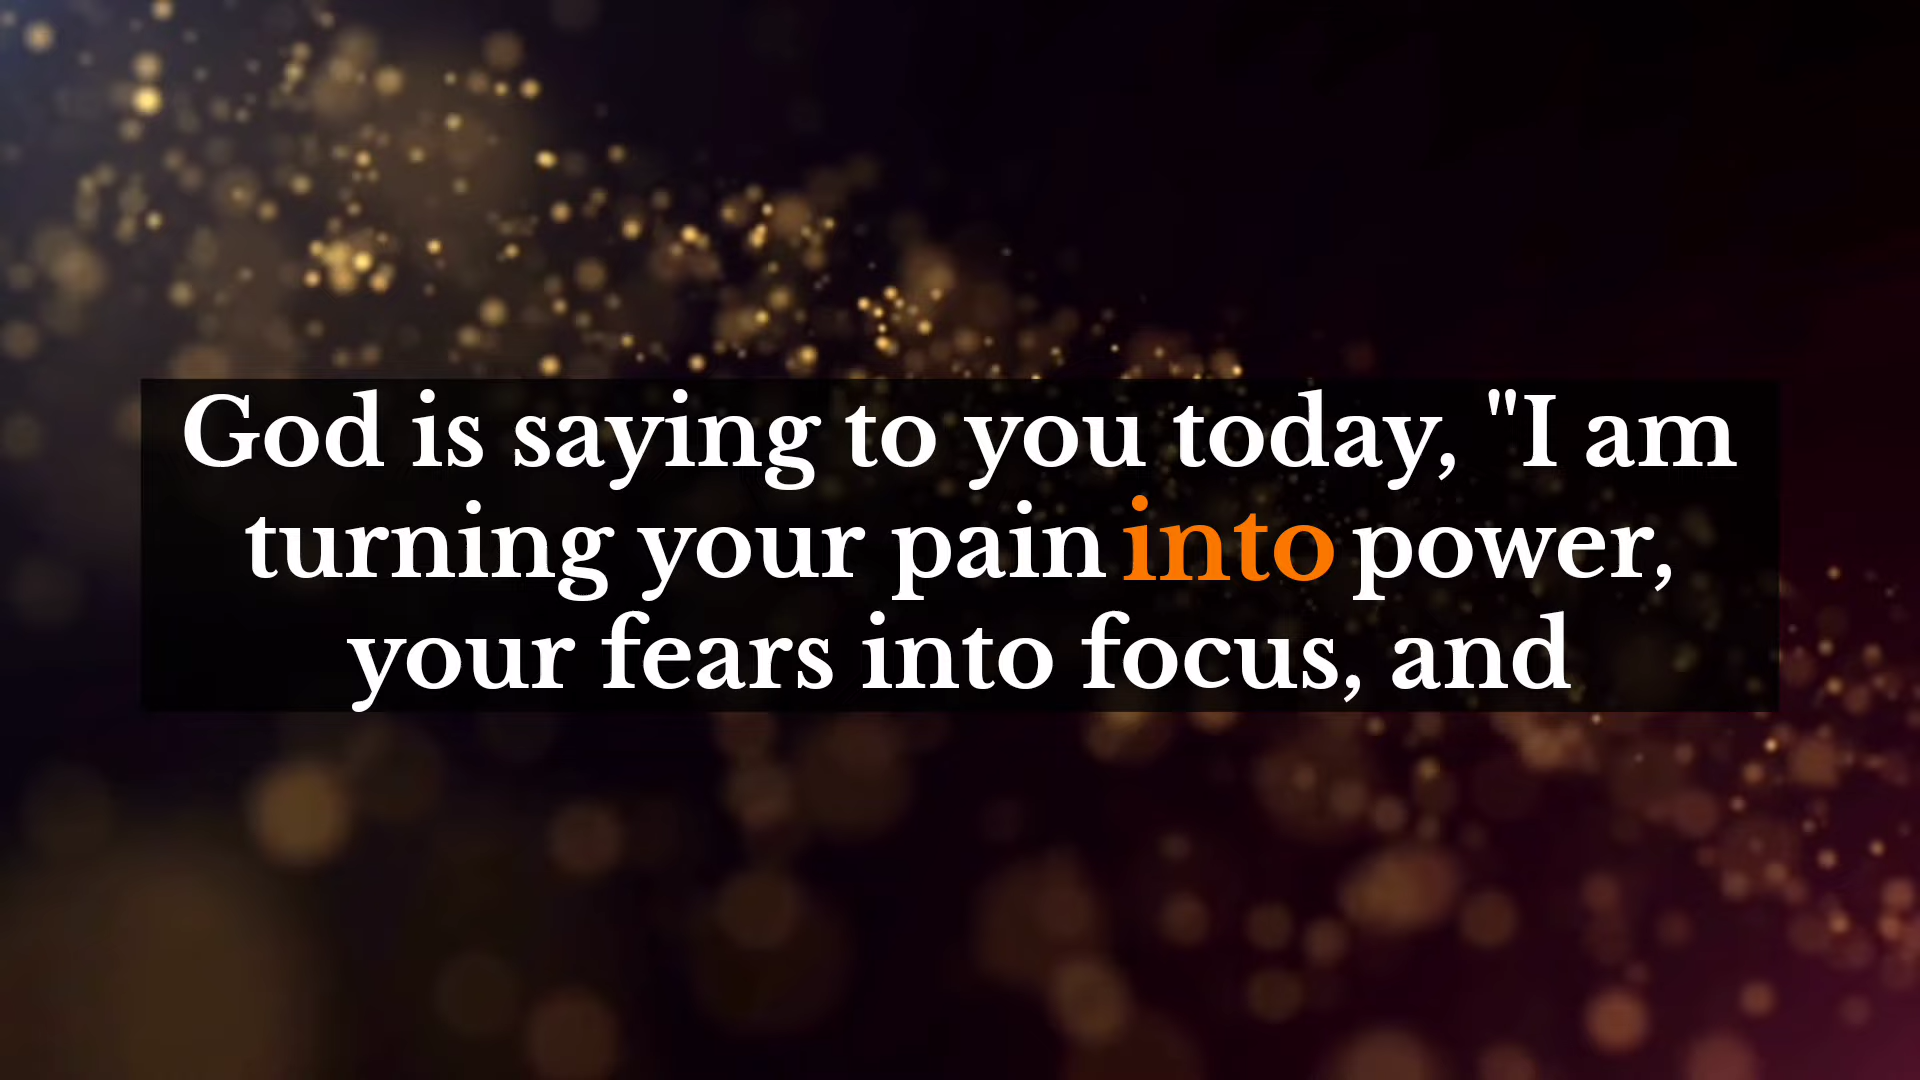 God is saying to you today, "I am
turning your pain into power,
your fears into focus, and